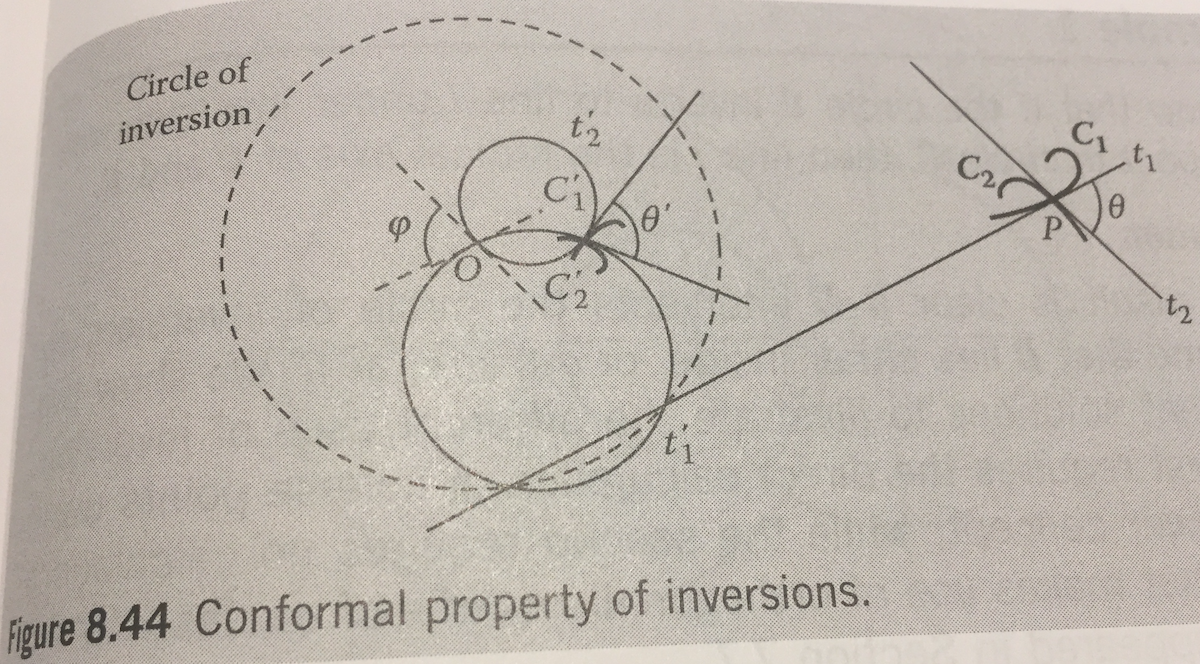 Circle of
inversion
t′2
C′1
θ′
φ
O
C′2
t′1
C1
t1
C2
θ
P
t2
Figure 8.44 Conformal property of inversions.